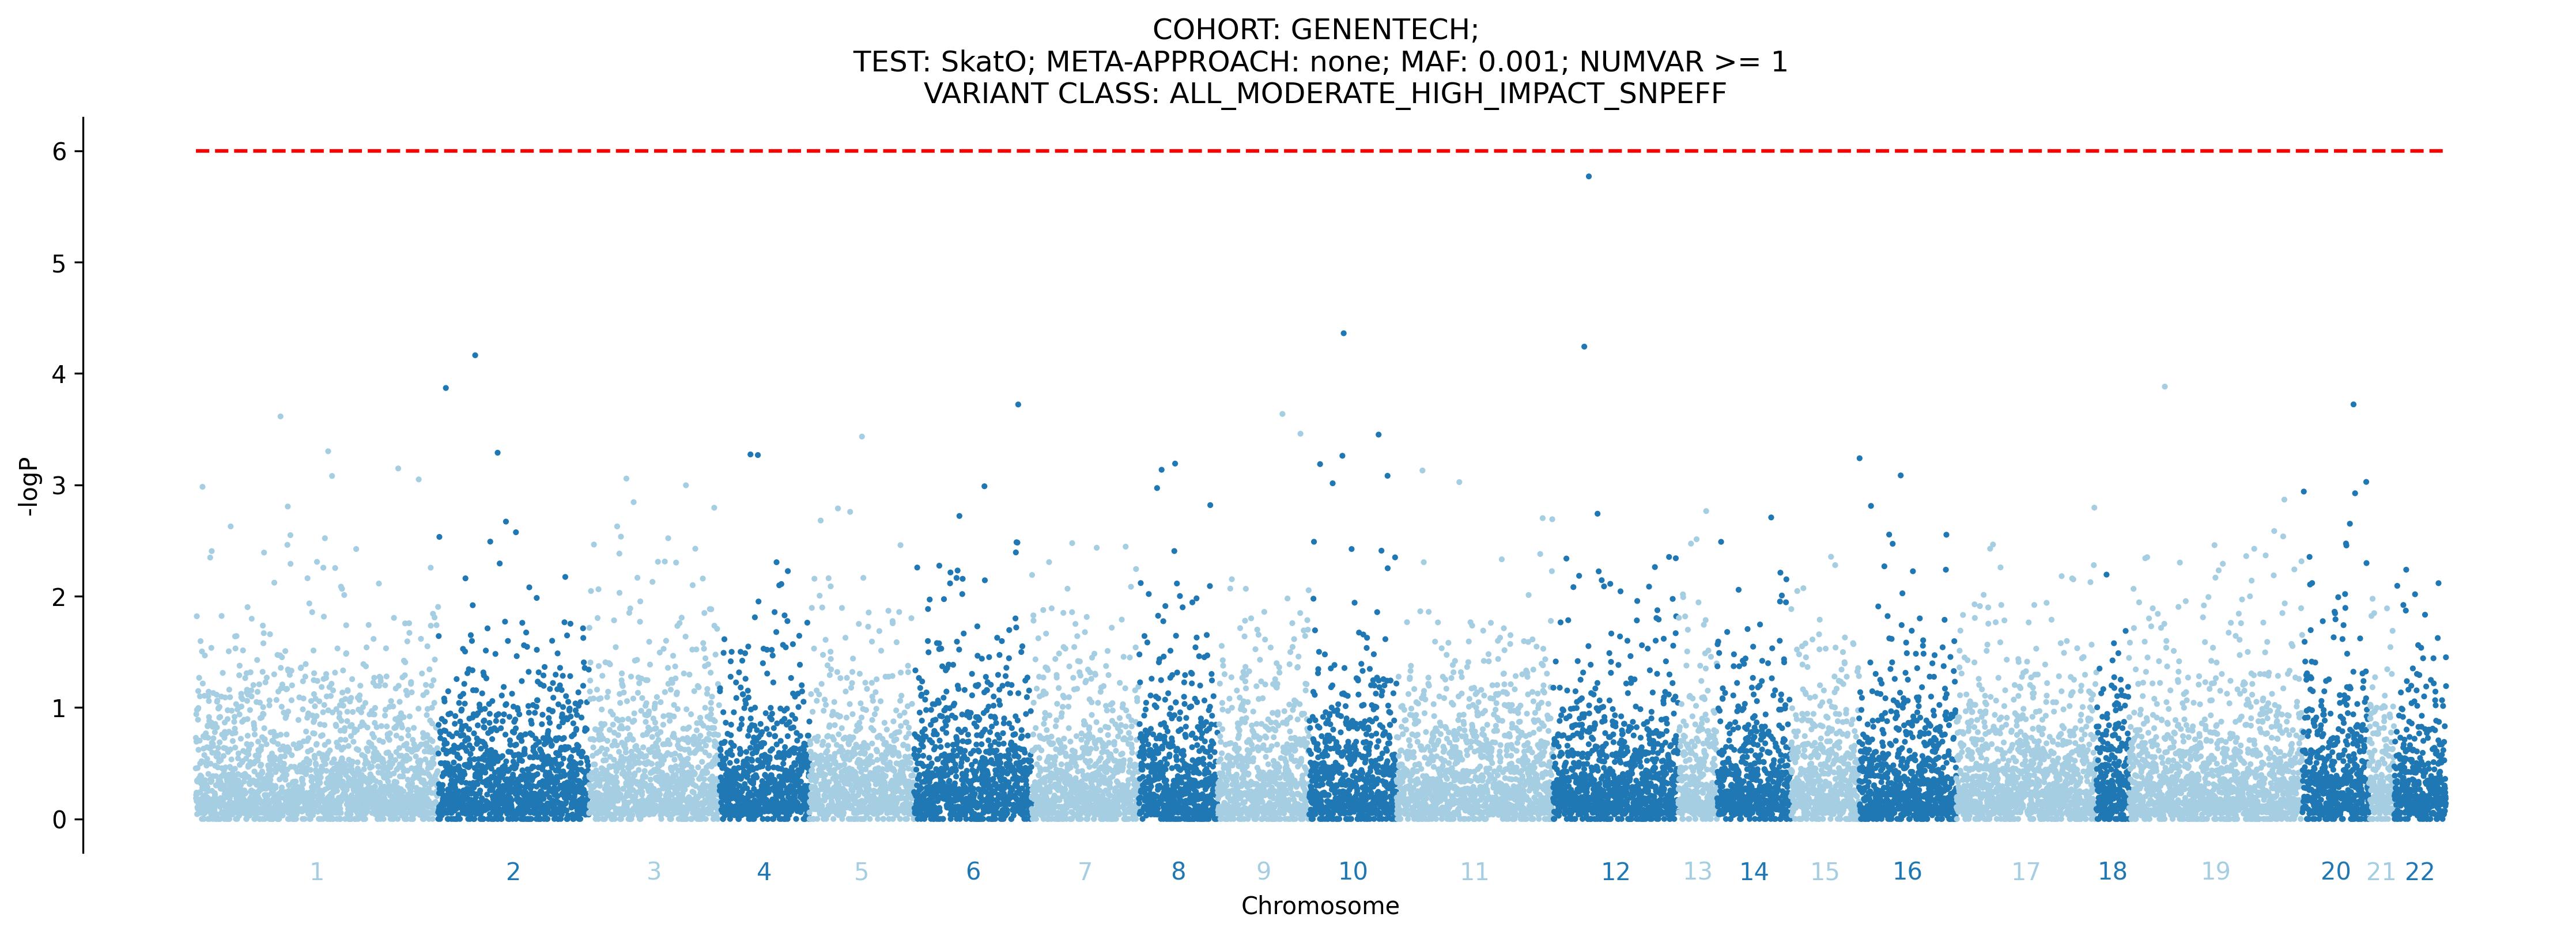 COHORT: GENENTECH;
TEST: SkatO; META-APPROACH: none; MAF: 0.001; NUMVAR >= 1
VARIANT CLASS: ALL_MODERATE_HIGH_IMPACT_SNPEFF
6
5
4
3
2
1
0
-logP
1 2 3 4 5 6 7 8 9 10 11 12 13 14 15 16 17 18 19 20 21 22
Chromosome